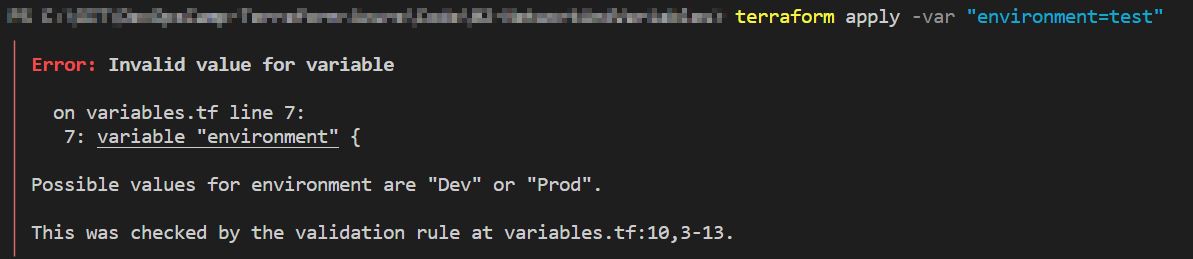 terraform apply -var "environment=test"
Error: Invalid value for variable
on variables.tf line 7:
7: variable "environment" {
Possible values for environment are "Dev" or "Prod".
This was checked by the validation rule at variables.tf:10,3-13.